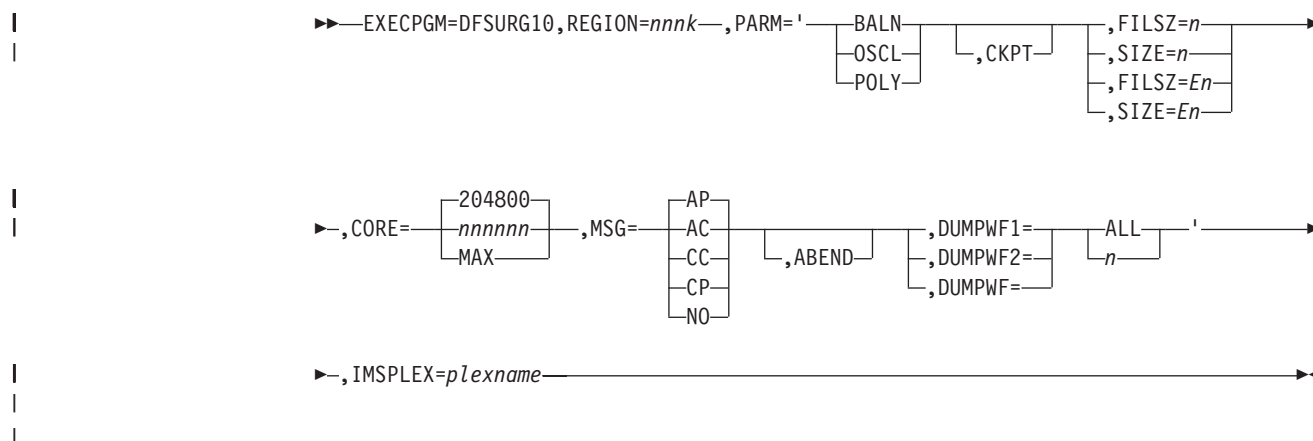 EXECPGM=DFSURG10,REGION=nnnk ,PARM=' BALN ,FILSZ=n
OSCL ,CKPT ,SIZE=n
POLY ,FILSZ=En
,SIZE=En
204800 AP
,CORE= nnnnnn ,MSG= AC ,DUMPWF1= ALL '
MAX CC ,ABEND ,DUMPWF2= n
CP ,DUMPWF=
NO
,IMSPLEX=plexname